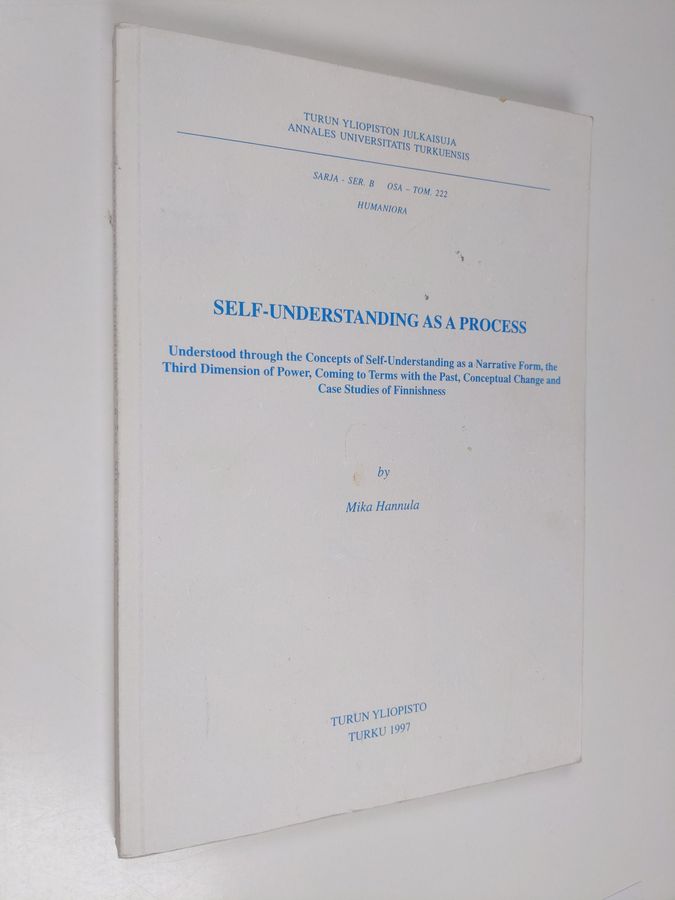 TURUN YLIOPISTON JULKAISUJA
ANNALES UNIVERSITATIS TURKUENSIS
SARJA - SER. B OSA - TOM. 222
HUMANIORA
SELF-UNDERSTANDING AS A PROCESS
Understood through the Concepts of Self-Understanding as a Narrative Form, the
Third Dimension of Power, Coming to Terms with the Past, Conceptual Change and
Case Studies of Finnishness
by
Mika Hannula
TURUN YLIOPISTO
TURKU 1997